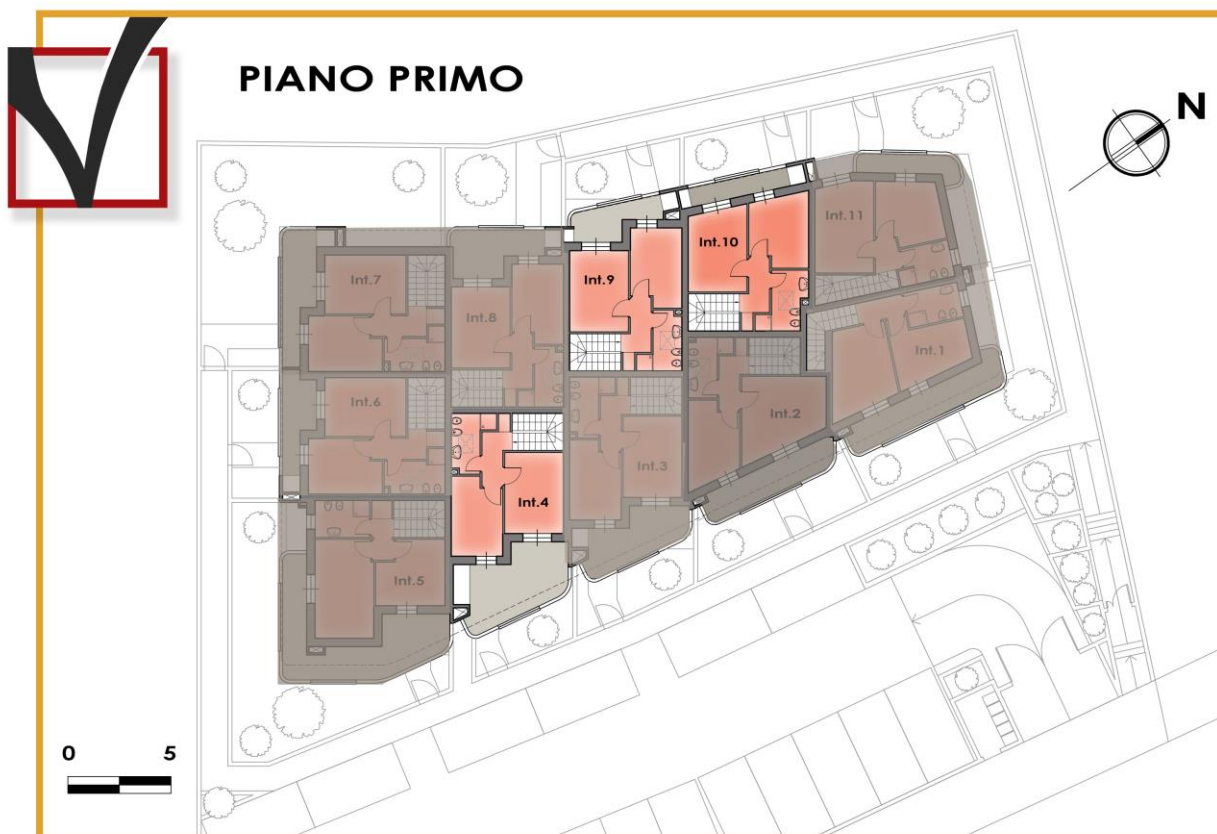 PIANO PRIMO
N
Int.11
Int.10
Int.9
Int.7
Int.8
Int.1
Int.6
Int.2
Int.3
Int.4
Int.5
0 5